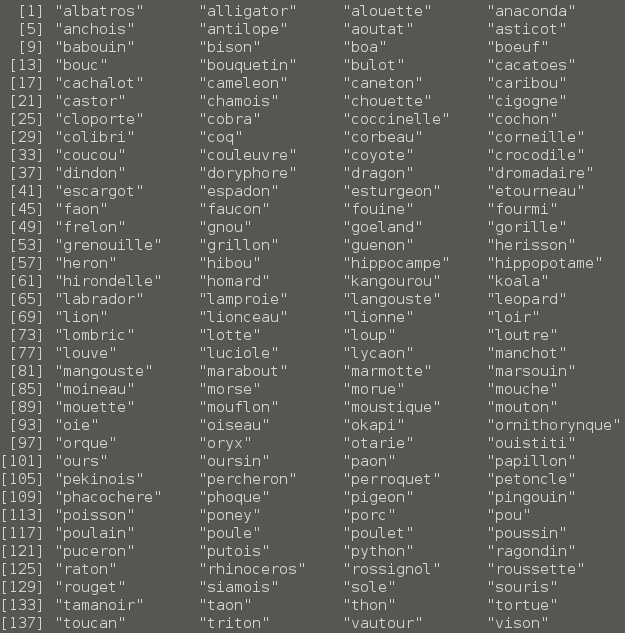 [1] "albatros" "alligator" "alouette" "anaconda"
[5] "anchois" "antilope" "aoutat" "asticot"
[9] "babouin" "bison" "boa" "boeuf"
[13] "bouc" "bouquetin" "bulot" "cacatoes"
[17] "cachalot" "cameleon" "caneton" "caribou"
[21] "castor" "chamois" "chouette" "cigogne"
[25] "cloporte" "cobra" "coccinelle" "cochon"
[29] "colibri" "coq" "corbeau" "corneille"
[33] "coucou" "couleuvre" "coyote" "crocodile"
[37] "dindon" "doryphore" "dragon" "dromadaire"
[41] "escargot" "espadon" "esturgeon" "etourneau"
[45] "faon" "faucon" "fouine" "fourmi"
[49] "frelon" "gnou" "goeland" "gorille"
[53] "grenouille" "grillon" "guenon" "herisson"
[57] "heron" "hibou" "hippocampe" "hippopotame"
[61] "hirondelle" "homard" "kangourou" "koala"
[65] "labrador" "lamproie" "langouste" "leopard"
[69] "lion" "lionceau" "lionne" "loir"
[73] "lombric" "lotte" "loup" "loutre"
[77] "louve" "luciole" "lycaon" "manchot"
[81] "mangouste" "marabout" "marmotte" "marsouin"
[85] "moineau" "morse" "morue" "mouche"
[89] "mouette" "mouflon" "moustique" "mouton"
[93] "oie" "oiseau" "okapi" "ornithorynque"
[97] "orque" "oryx" "otarie" "ouistiti"
[101] "ours" "oursin" "paon" "papillon"
[105] "pekinois" "percheron" "perroquet" "petoncle"
[109] "phacochere" "phoque" "pigeon" "pingouin"
[113] "poisson" "poney" "porc" "pou"
[117] "poulain" "poule" "poulet" "poussin"
[121] "puceron" "putois" "python" "ragondin"
[125] "raton" "rhinoceros" "rossignol" "roussette"
[129] "rouget" "siamois" "sole" "souris"
[133] "tamanoir" "taon" "thon" "tortue"
[137] "toucan" "triton" "vautour" "vison"